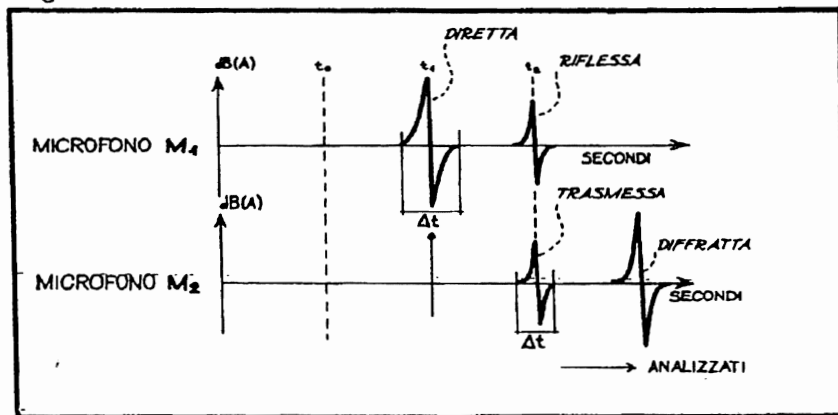 DIRETTA
dB(A)
t₀
t₁
t₂
RIFLESSA
MICROFONO M₁
SECONDI
Δt
TRASMESSA
dB(A)
DIFFRATTA
MICROFONO M₂
SECONDI
Δt
ANALIZZATI